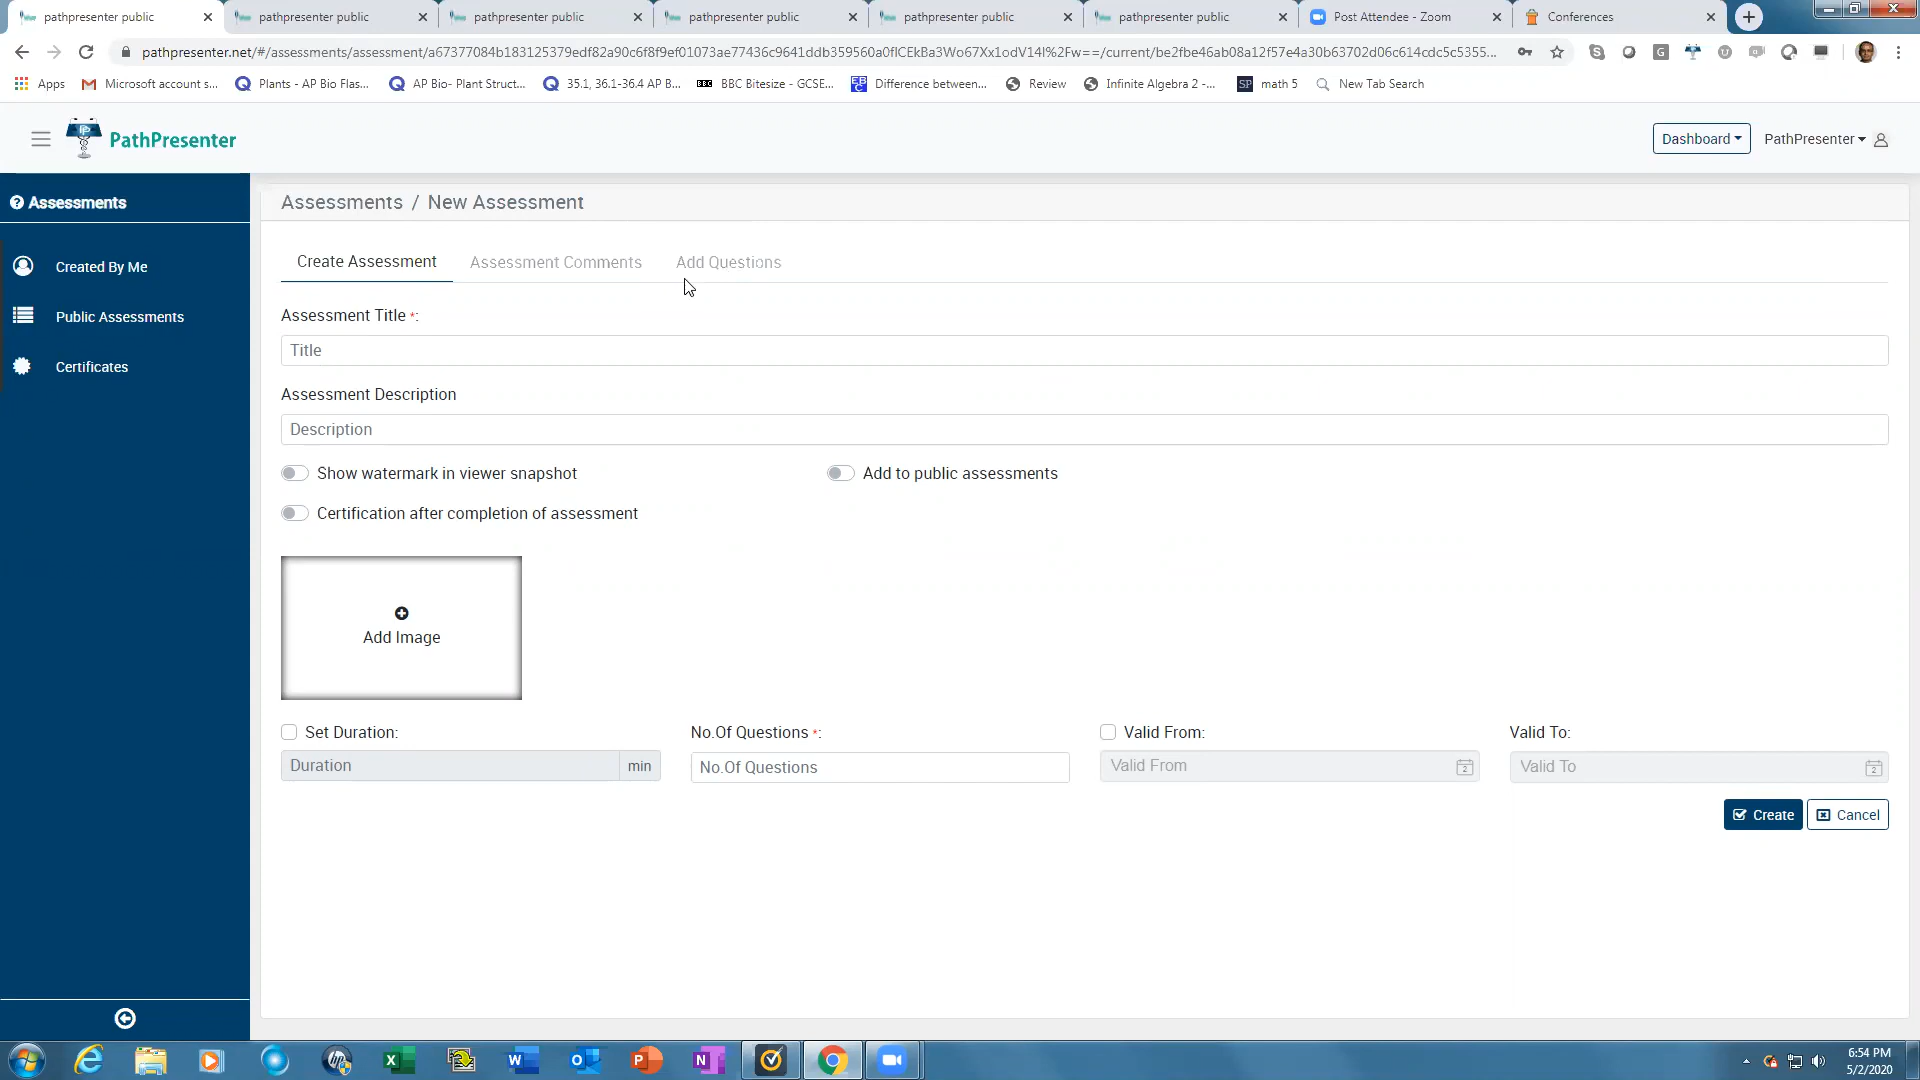 pathpresenter public
pathpresenter public
pathpresenter public
pathpresenter public
pathpresenter public
pathpresenter public
Post Attendee - Zoom
Conferences
pathpresenter.net/#/assessments/assessment/a67377084b183125379edf82a90c6f8f9ef01073ae77436c9641ddb359560a0flCEkBa3Wo67Xx1odV14l%2Fw==/current/be2fbe46ab08a12f57e4a30b63702d06c614cdc5c5355...
Apps
Microsoft account s...
Plants - AP Bio Flas...
AP Bio- Plant Struct...
35.1, 36.1-36.4 AP B...
BBC Bitesize - GCSE...
Difference between...
Review
Infinite Algebra 2 -...
math 5
New Tab Search
PathPresenter
Dashboard
PathPresenter
Assessments
Created By Me
Public Assessments
Certificates
Assessments / New Assessment
Create Assessment
Assessment Comments
Add Questions
Assessment Title *:
Title
Assessment Description
Description
Show watermark in viewer snapshot
Add to public assessments
Certification after completion of assessment
Add Image
Set Duration:
No.Of Questions *:
Valid From:
Valid To:
Duration
min
No.Of Questions
Valid From
Valid To
Create
Cancel
6:54 PM
5/2/2020